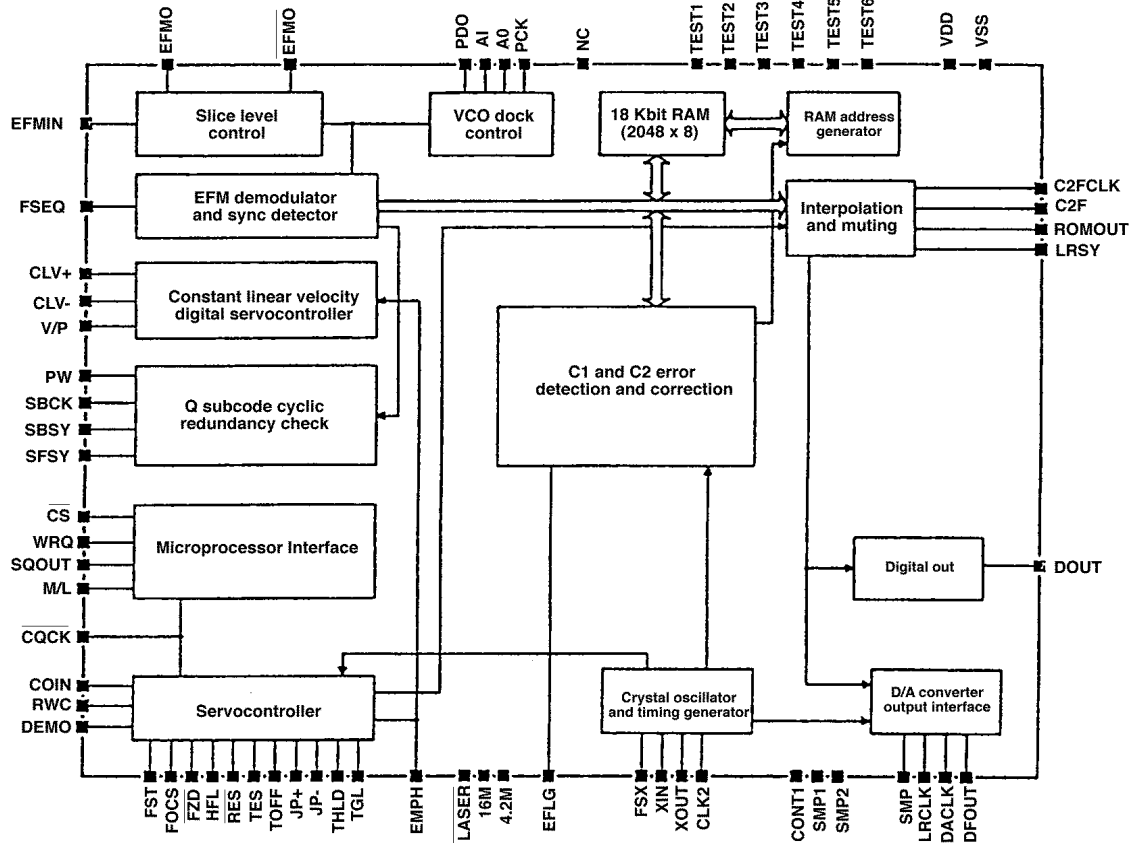 EFMO
EFMO
PDO
AI
A0
PCK
NC
TEST1
TEST2
TEST3
TEST4
TEST5
TEST6
VDD
VSS
EFMIN
Slice level
control
VCO dock
control
18 Kbit RAM
(2048 x 8)
RAM address
generator
FSEQ
EFM demodulator
and sync detector
Interpolation
and muting
C2FCLK
C2F
ROMOUT
LRSY
CLV+
CLV-
V/P
Constant linear velocity
digital servocontroller
C1 and C2 error
detection and correction
PW
SBCK
SBSY
SFSY
Q subcode cyclic
redundancy check
CS
WRQ
SQOUT
M/L
Microprocessor Interface
Digital out
DOUT
CQCK
COIN
RWC
DEMO
Servocontroller
Crystal oscillator
and timing generator
D/A converter
output interface
FST
FOCS
FZD
HFL
RES
TES
TOFF
JP+
JP-
THLD
TGL
EMPH
LASER
16M
4.2M
EFLG
FSX
XIN
XOUT
CLK2
CONT1
SMP1
SMP2
SMP
LRCLK
DACLK
DFOUT